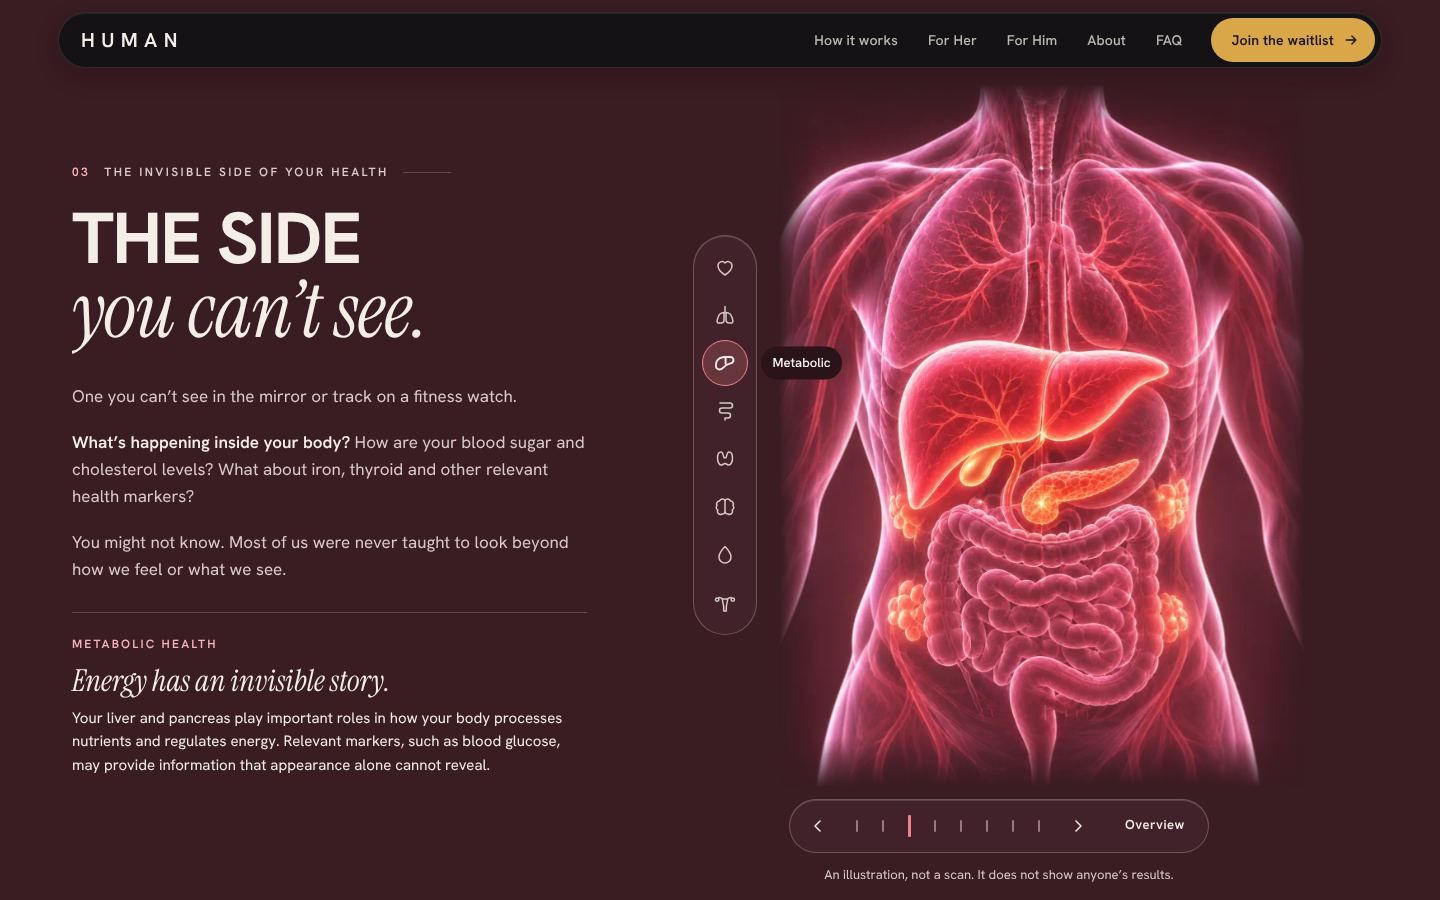 HUMAN
How it works
For Her
For Him
About
FAQ
Join the waitlist
03 THE INVISIBLE SIDE OF YOUR HEALTH
THE SIDE
you can’t see.
One you can’t see in the mirror or track on a fitness watch.
What’s happening inside your body? How are your blood sugar and
cholesterol levels? What about iron, thyroid and other relevant
health markers?
You might not know. Most of us were never taught to look beyond
how we feel or what we see.
METABOLIC HEALTH
Energy has an invisible story.
Your liver and pancreas play important roles in how your body processes
nutrients and regulates energy. Relevant markers, such as blood glucose,
may provide information that appearance alone cannot reveal.
Metabolic
Overview
An illustration, not a scan. It does not show anyone’s results.